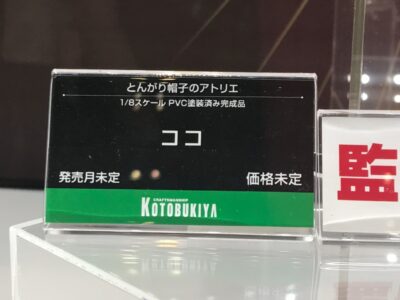 とんがり帽子のアトリエ
1/8スケール PVC塗装済み完成品
ココ
発売月未定 価格未定
CRAFTSMANSHIP
KOTOBUKIYA
監